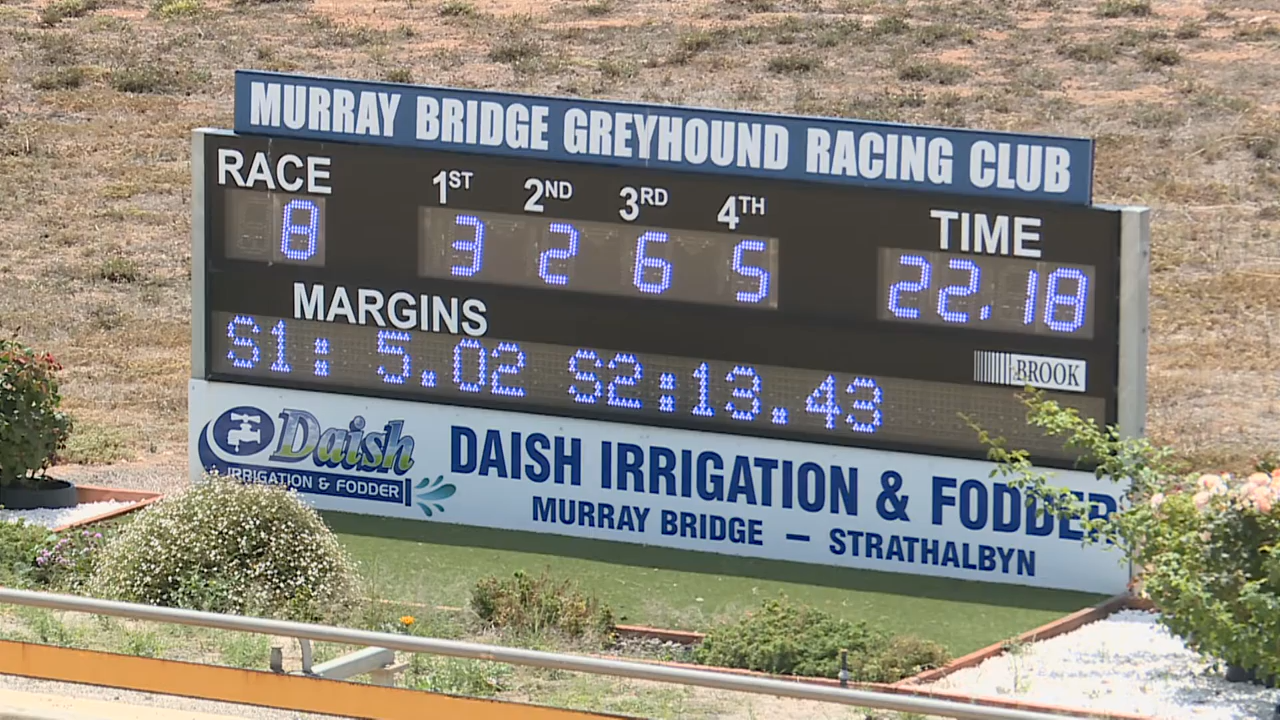 MURRAY BRIDGE GREYHOUND RACING CLUB
RACE 1ST 2ND 3RD 4TH TIME
8 3 2 6 5 22.18
MARGINS
S1: 5.02 S2:13.43
BROOK
Daish
IRRIGATION & FODDER
DAISH IRRIGATION & FODDER
MURRAY BRIDGE – STRATHALBYN